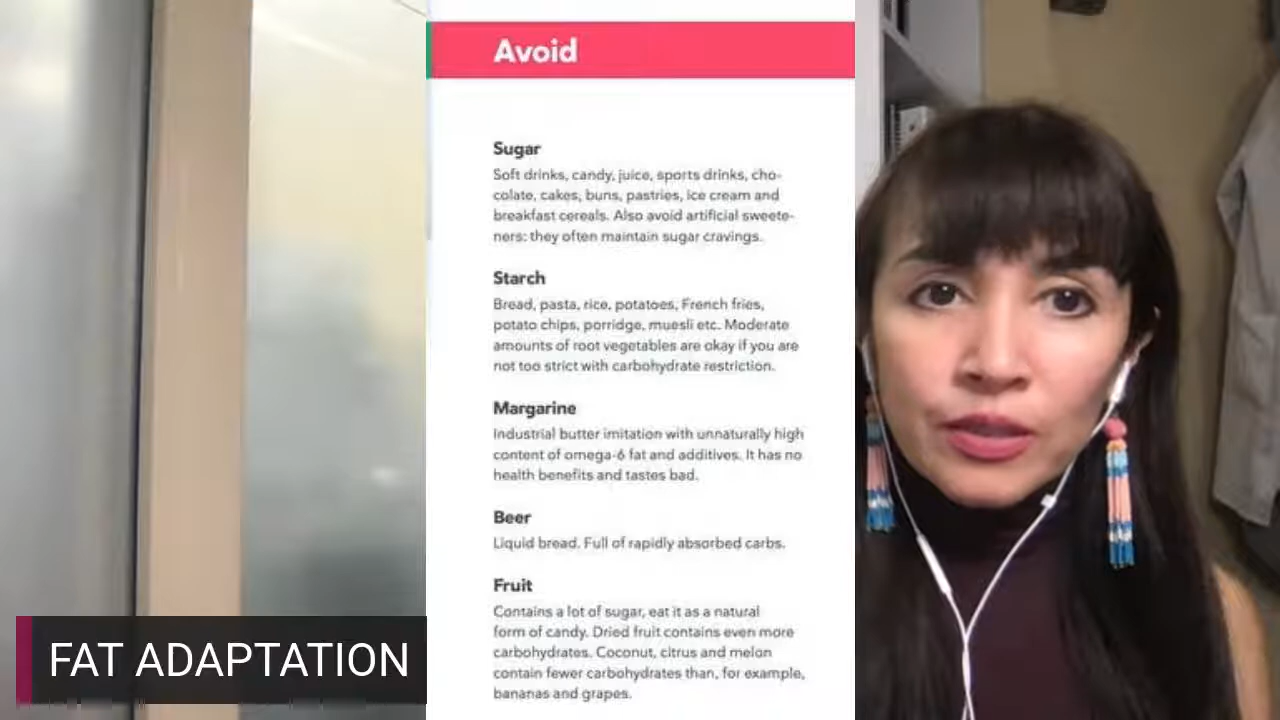 Avoid
Sugar
Soft drinks, candy, juice, sports drinks, cho-
colate, cakes, buns, pastries, ice cream and
breakfast cereals. Also avoid artificial sweete-
ners: they often maintain sugar cravings.
Starch
Bread, pasta, rice, potatoes, French fries,
potato chips, porridge, muesli etc. Moderate
amounts of root vegetables are okay if you are
not too strict with carbohydrate restriction.
Margarine
Industrial butter imitation with unnaturally high
content of omega-6 fat and additives. It has no
health benefits and tastes bad.
Beer
Liquid bread. Full of rapidly absorbed carbs.
Fruit
Contains a lot of sugar, eat it as a natural
form of candy. Dried fruit contains even more
carbohydrates. Coconut, citrus and melon
contain fewer carbohydrates than, for example,
bananas and grapes.
FAT ADAPTATION